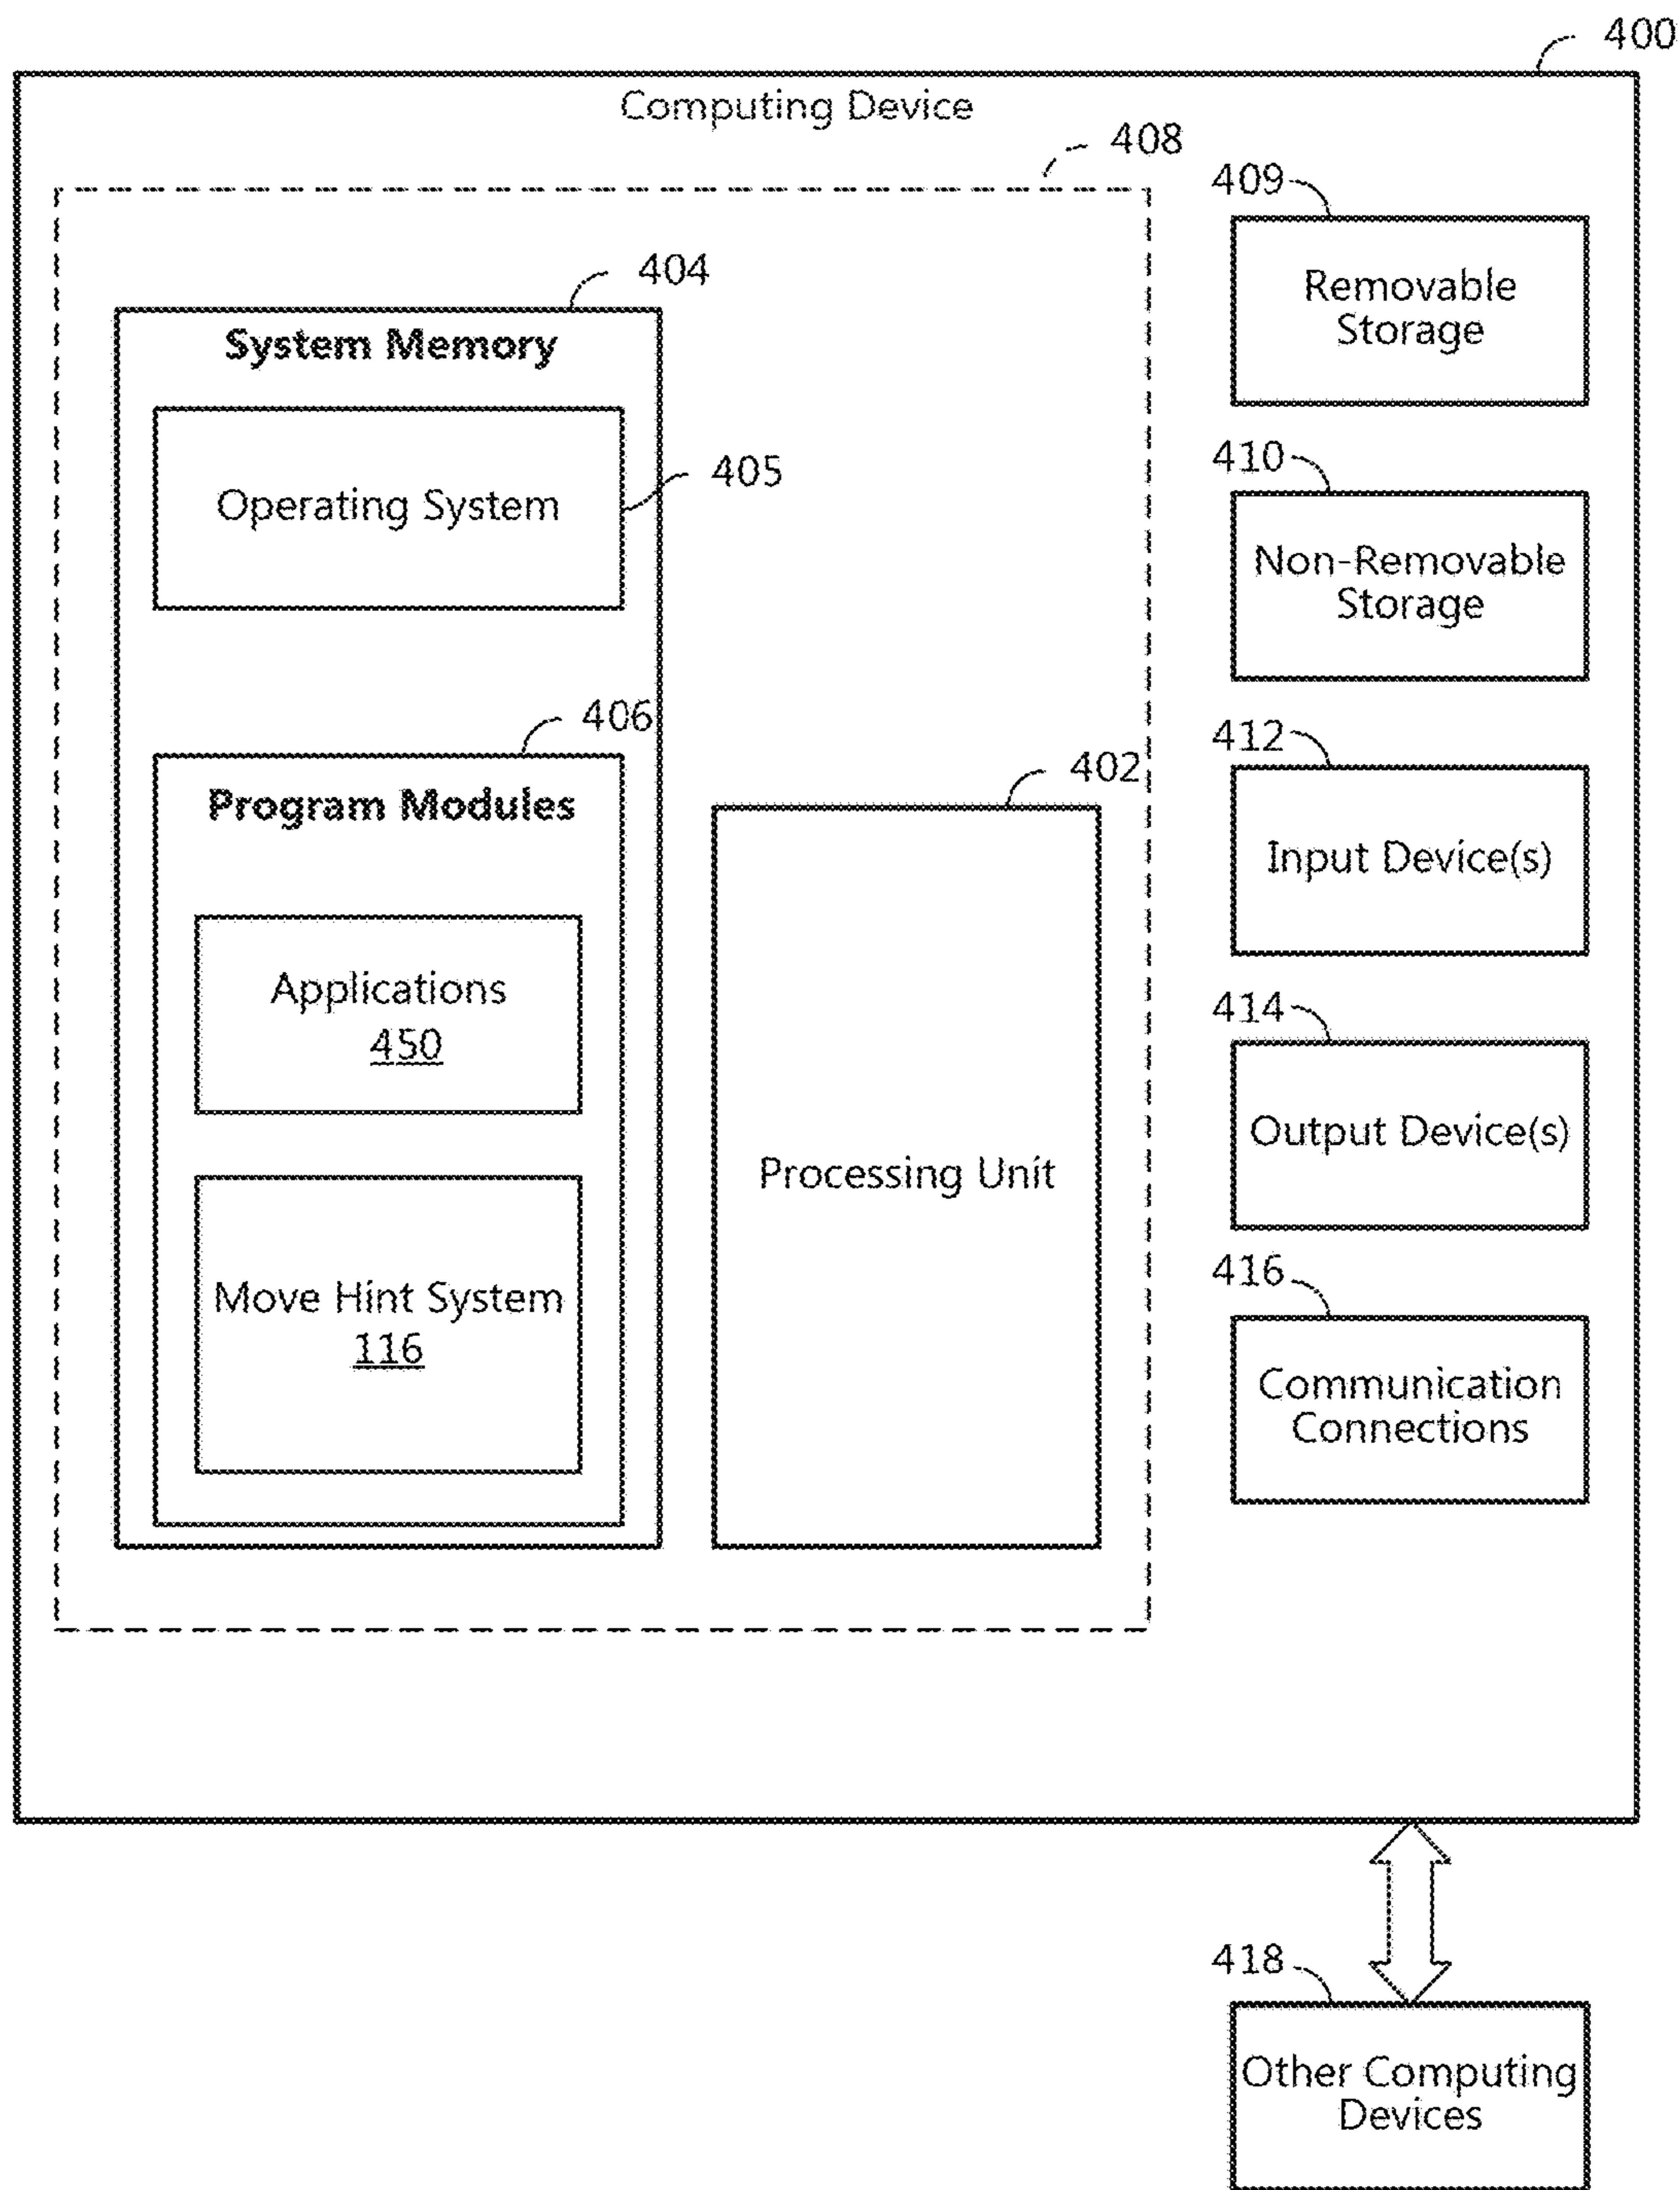 400
Computing Device
408
409
Removable
Storage
404
System Memory
Operating System
405
410
Non-Removable
Storage
406
Program Modules
402
412
Input Device(s)
Applications
450
414
Output Device(s)
Processing Unit
Move Hint System
116
416
Communication
Connections
418
Other Computing
Devices